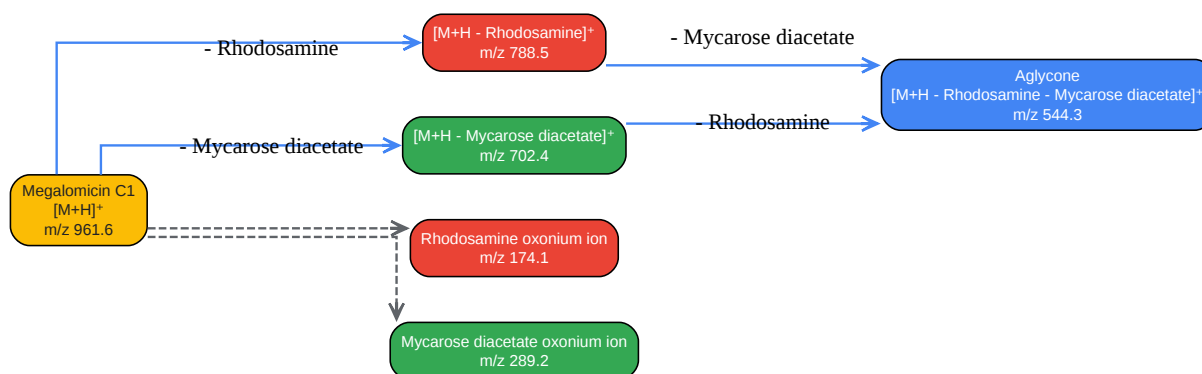 [M+H - Rhodosamine]⁺
m/z 788.5
- Rhodosamine
- Mycarose diacetate
Aglycone
[M+H - Rhodosamine - Mycarose diacetate]⁺
m/z 544.3
[M+H - Mycarose diacetate]⁺
m/z 702.4
- Mycarose diacetate
- Rhodosamine
Megalomicin C1
[M+H]⁺
m/z 961.6
Rhodosamine oxonium ion
m/z 174.1
Mycarose diacetate oxonium ion
m/z 289.2